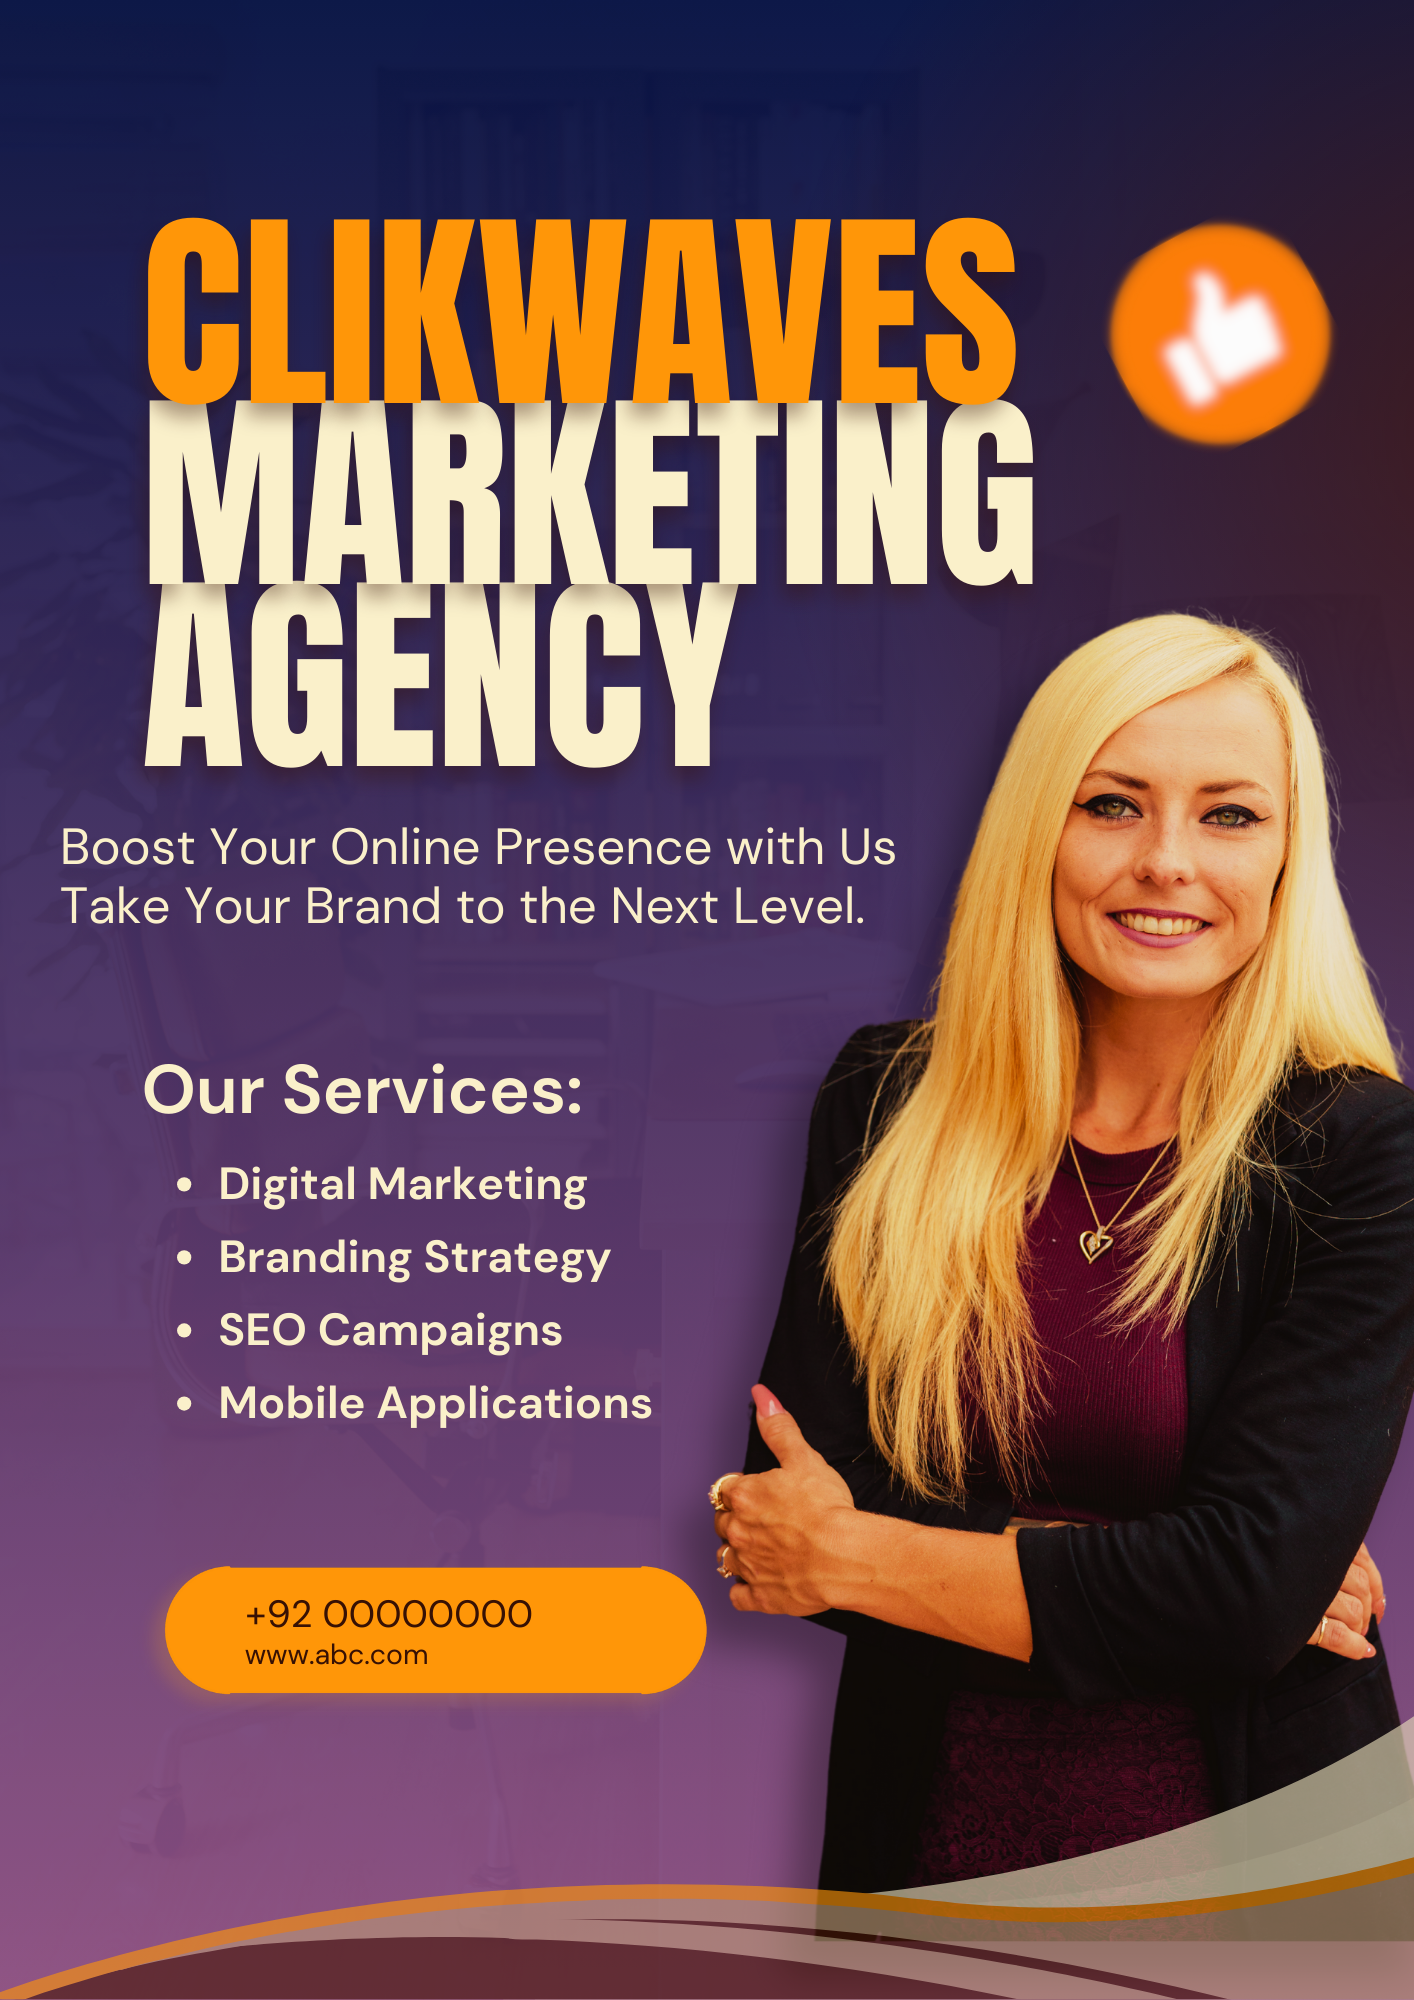 CLIKWAVES
MARKETING
AGENCY
Boost Your Online Presence with Us
Take Your Brand to the Next Level.
Our Services:
• Digital Marketing
• Branding Strategy
• SEO Campaigns
• Mobile Applications
+92 00000000
www.abc.com